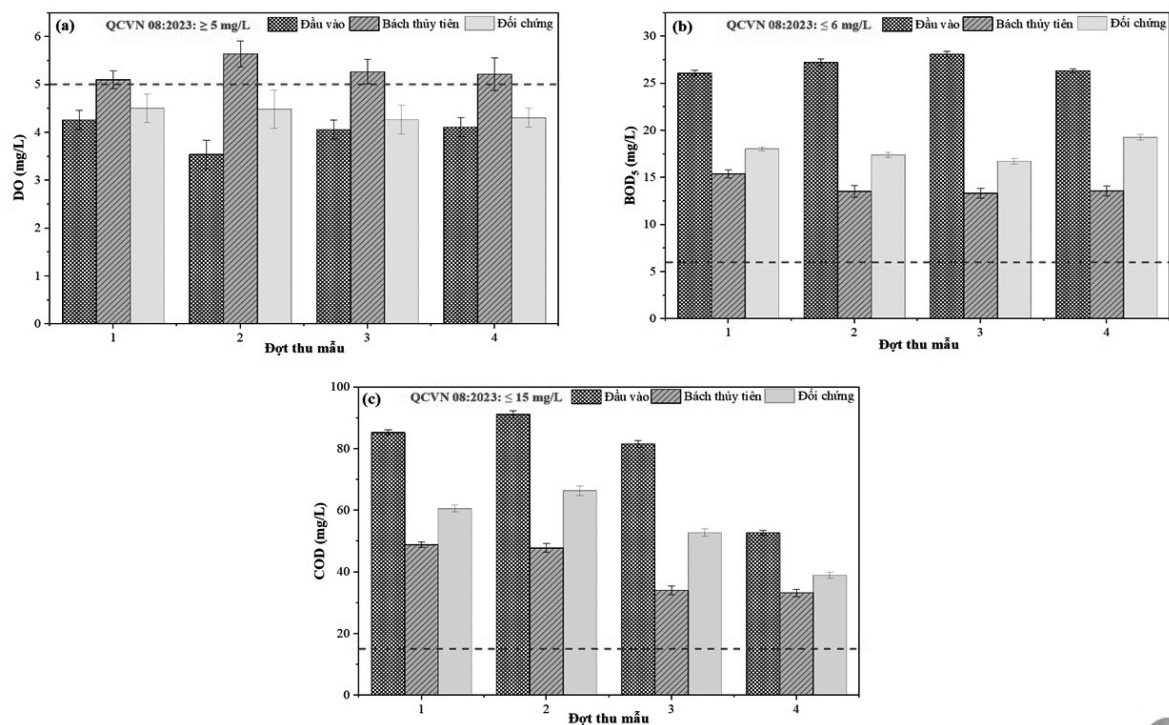 (a) QCVN 08:2023: ≥ 5 mg/L Đầu vào Bách thủy tiên Đối chứng
6
5
4
3
2
1
0
DO (mg/L)
1 2 3 4
Đợt thu mẫu
(b) QCVN 08:2023: ≤ 6 mg/L Đầu vào Bách thủy tiên Đối chứng
30
25
20
15
10
5
0
BOD₅ (mg/L)
1 2 3 4
Đợt thu mẫu
(c) QCVN 08:2023: ≤ 15 mg/L Đầu vào Bách thủy tiên Đối chứng
100
80
60
40
20
0
COD (mg/L)
1 2 3 4
Đợt thu mẫu